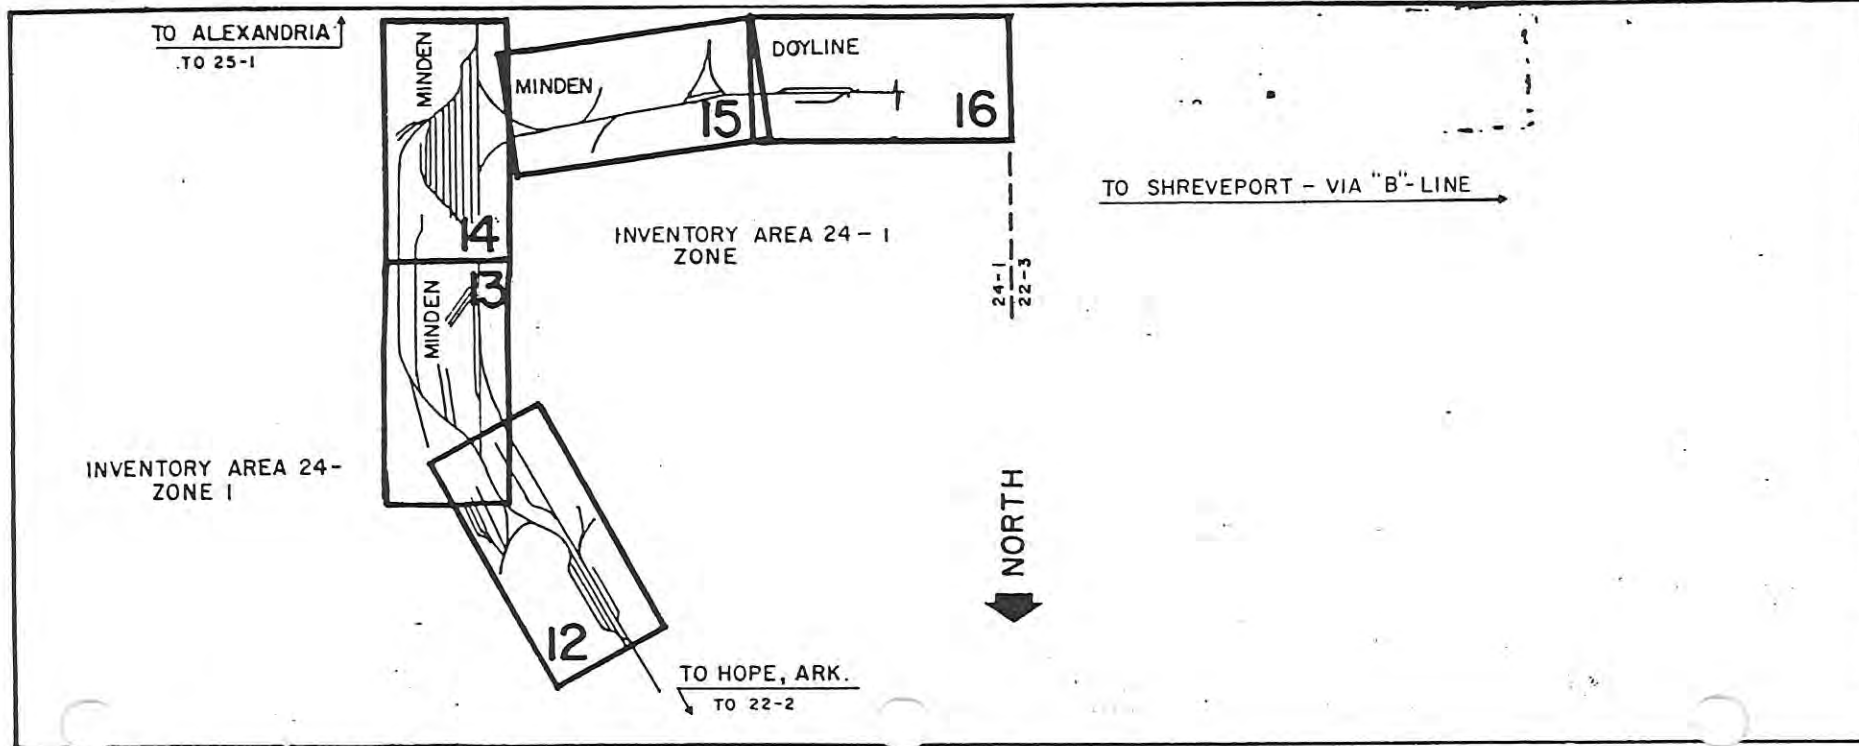 TO ALEXANDRIA
TO 25-1
MINDEN
14
MINDEN
15
DOYLINE
16
TO SHREVEPORT - VIA "B"-LINE
INVENTORY AREA 24-1
ZONE
24-1
22-3
13
MINDEN
INVENTORY AREA 24-
ZONE 1
NORTH
12
TO HOPE, ARK.
TO 22-2